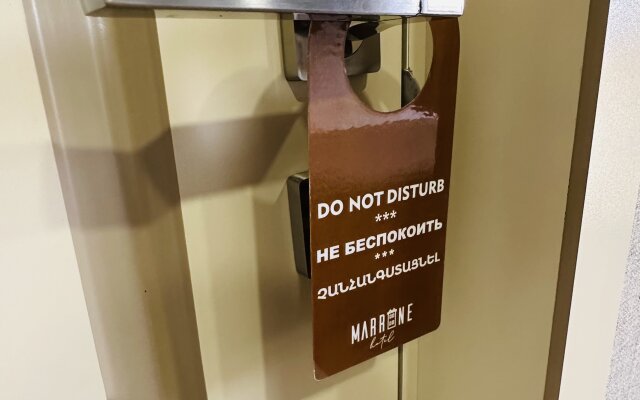 DO NOT DISTURB
***
НЕ БЕСПОКОИТЬ
***
ՉԱՆՀԱՆԳՍՏԱՑՆԵԼ
MARRONE
hotel